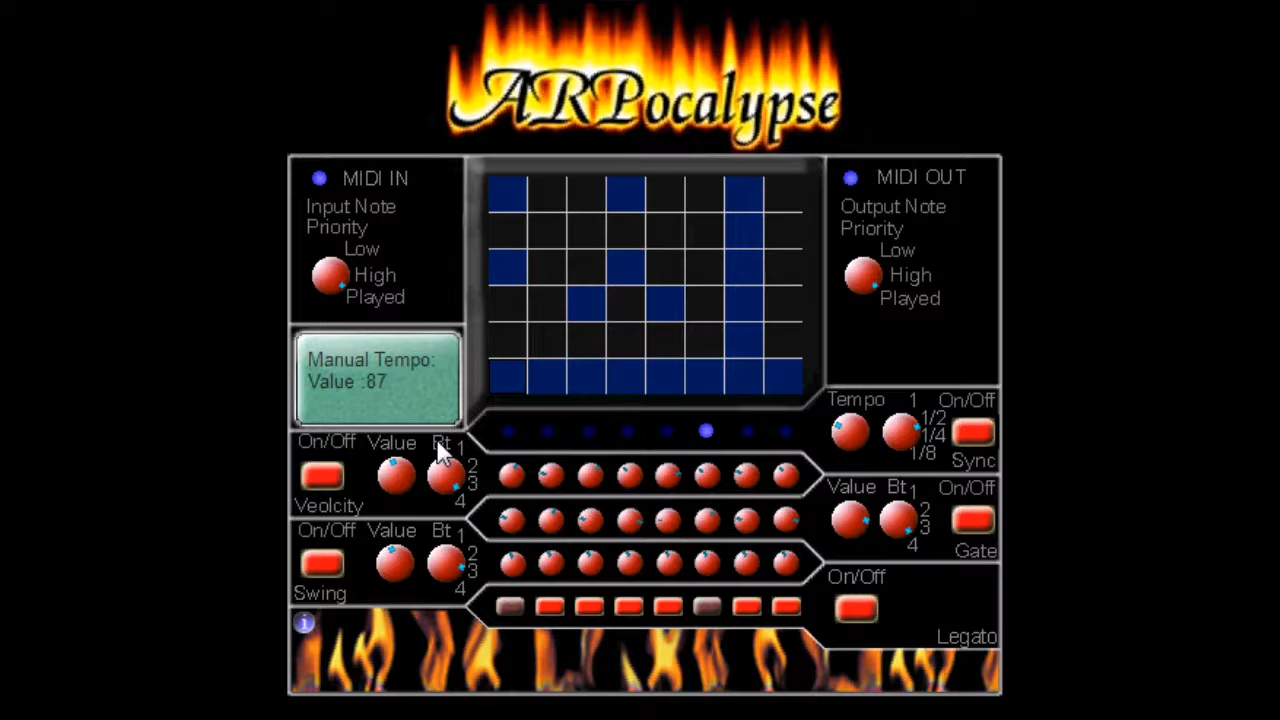 ARPocalypse
MIDI IN
Input Note
Priority
Low
High
Played
MIDI OUT
Output Note
Priority
Low
High
Played
Manual Tempo:
Value :87
On/Off Value Bt 1
2
3
4
Veolcity
On/Off Value Bt 1
2
3
4
Swing
i
Tempo 1 On/Off
1/2
1/4
1/8
Sync
Value Bt 1 On/Off
2
3
4
Gate
On/Off
Legato